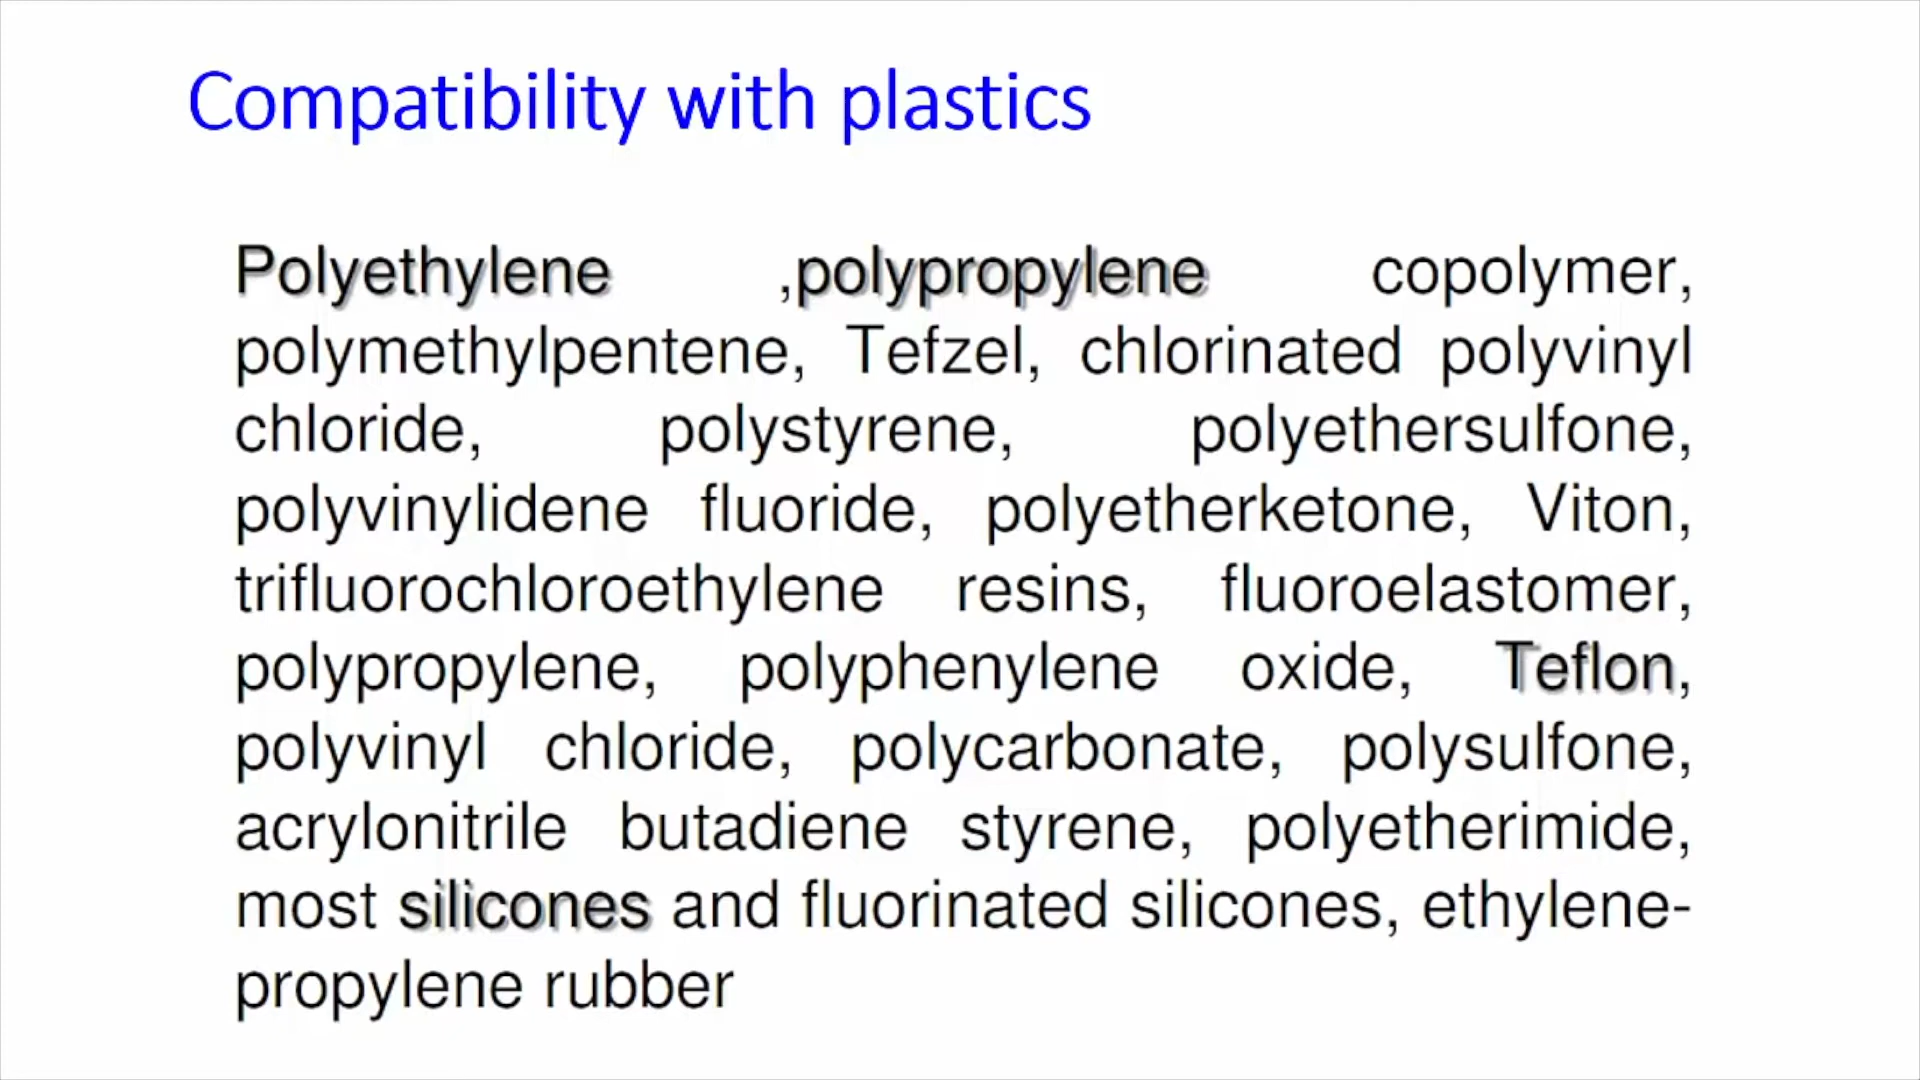 Compatibility with plastics
Polyethylene ,polypropylene copolymer,
polymethylpentene, Tefzel, chlorinated polyvinyl
chloride, polystyrene, polyethersulfone,
polyvinylidene fluoride, polyetherketone, Viton,
trifluorochloroethylene resins, fluoroelastomer,
polypropylene, polyphenylene oxide, Teflon,
polyvinyl chloride, polycarbonate, polysulfone,
acrylonitrile butadiene styrene, polyetherimide,
most silicones and fluorinated silicones, ethylene-
propylene rubber